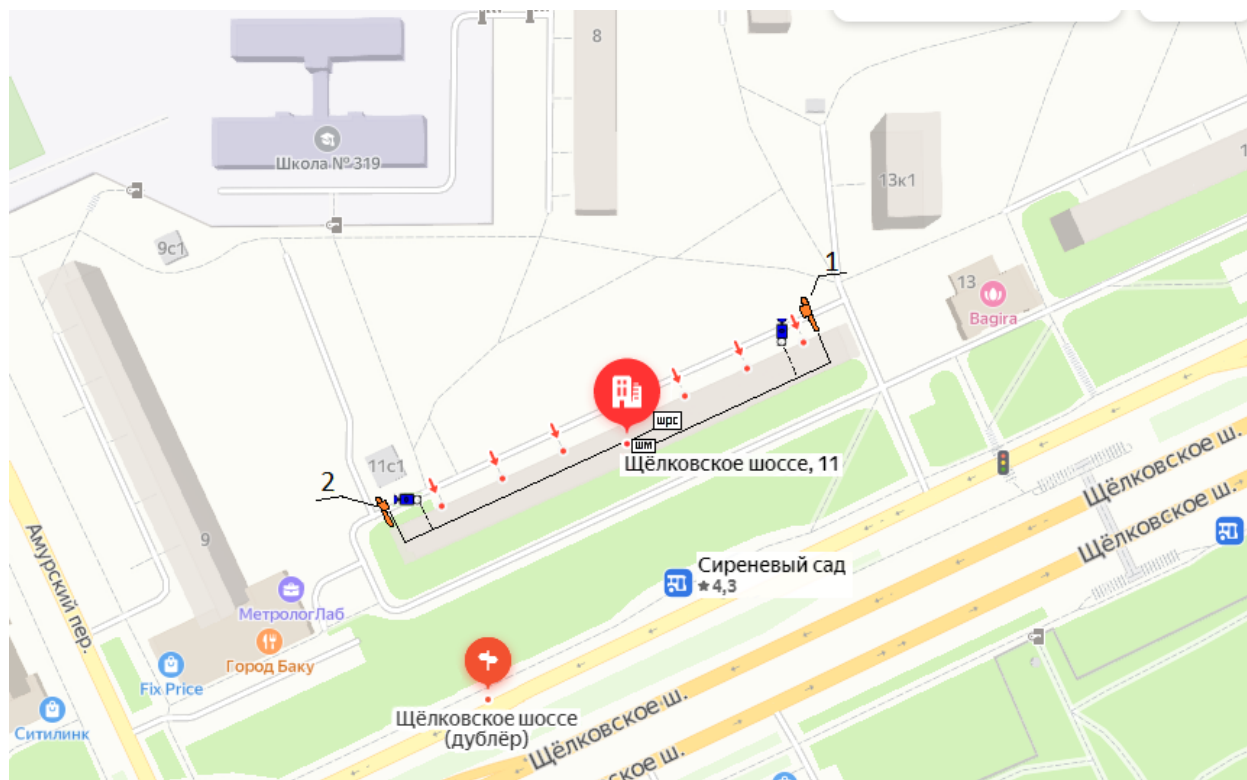 8
Школа № 319
13к1
9с1
1
13
Bagira
шрс
шм
Щёлковское шоссе, 11
11с1
2
9
Щёлковское ш.
Щёлковское ш.
Амурский пер.
Сиреневый сад
4,3
МетрологЛаб
Город Баку
Fix Price
Ситилинк
Щёлковское шоссе
(дублёр)
Щёлковское ш.
ское ш.